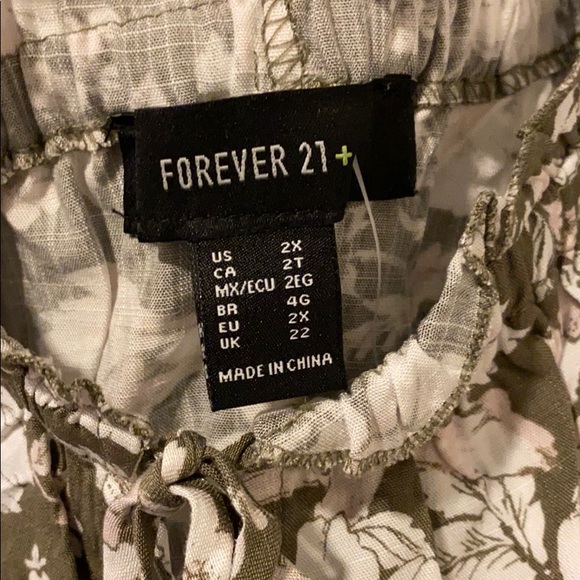 FOREVER 21+
US 2X
CA 2T
MX/ECU 2EG
BR 4G
EU 2X
UK 22
MADE IN CHINA